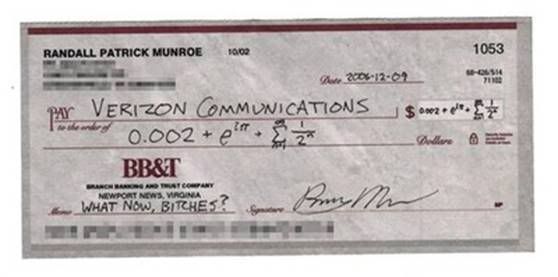 RANDALL PATRICK MUNROE 10/02 1053
68-426/514
71102
Date 2006-12-09
PAY to the order of VERIZON COMMUNICATIONS $ 0.002 + e^{iπ} + ∑_{n=1}^{∞} 1/2^n
0.002 + e^{iπ} + ∑_{n=1}^{∞} 1/2^n Dollars
BB&T
BRANCH BANKING AND TRUST COMPANY
NEWPORT NEWS, VIRGINIA
Memo WHAT NOW, BITCHES? Signature